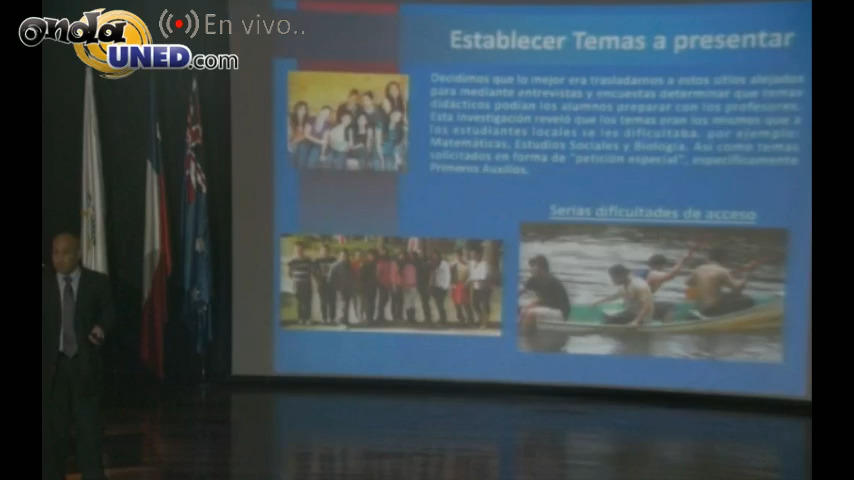 onda
UNED.com
En vivo..
Establecer Temas a presentar
Decidimos que lo mejor era trasladarnos a estos sitios alejados
para mediante entrevistas y encuestas determinar que temas
didácticos podían los alumnos preparar con los profesores.
Esta investigación reveló que los temas eran los mismos que a
los estudiantes locales se les dificultaba, por ejemplo:
Matemáticas, Estudios Sociales y Biología. Así como temas
solicitados en forma de "petición especial", específicamente
Primeros Auxilios.
Serias dificultades de acceso